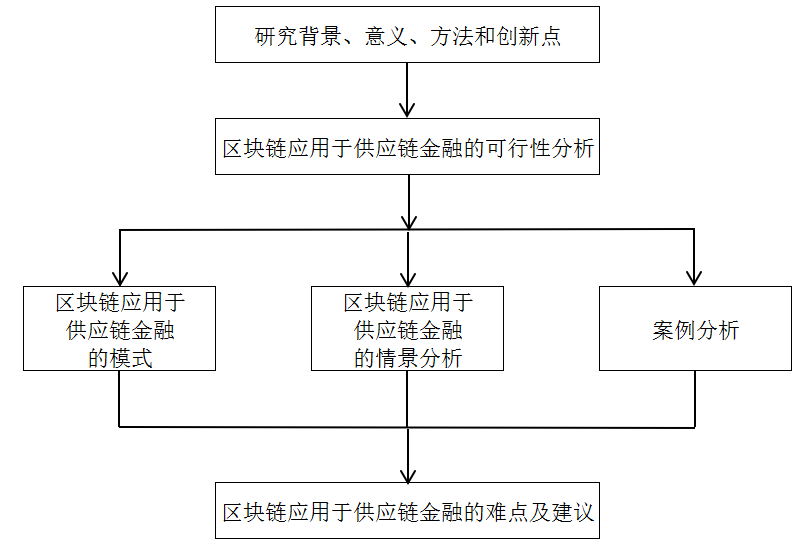 研究背景、意义、方法和创新点
区块链应用于供应链金融的可行性分析
区块链应用于
供应链金融
的模式
区块链应用于
供应链金融
的情景分析
案例分析
区块链应用于供应链金融的难点及建议